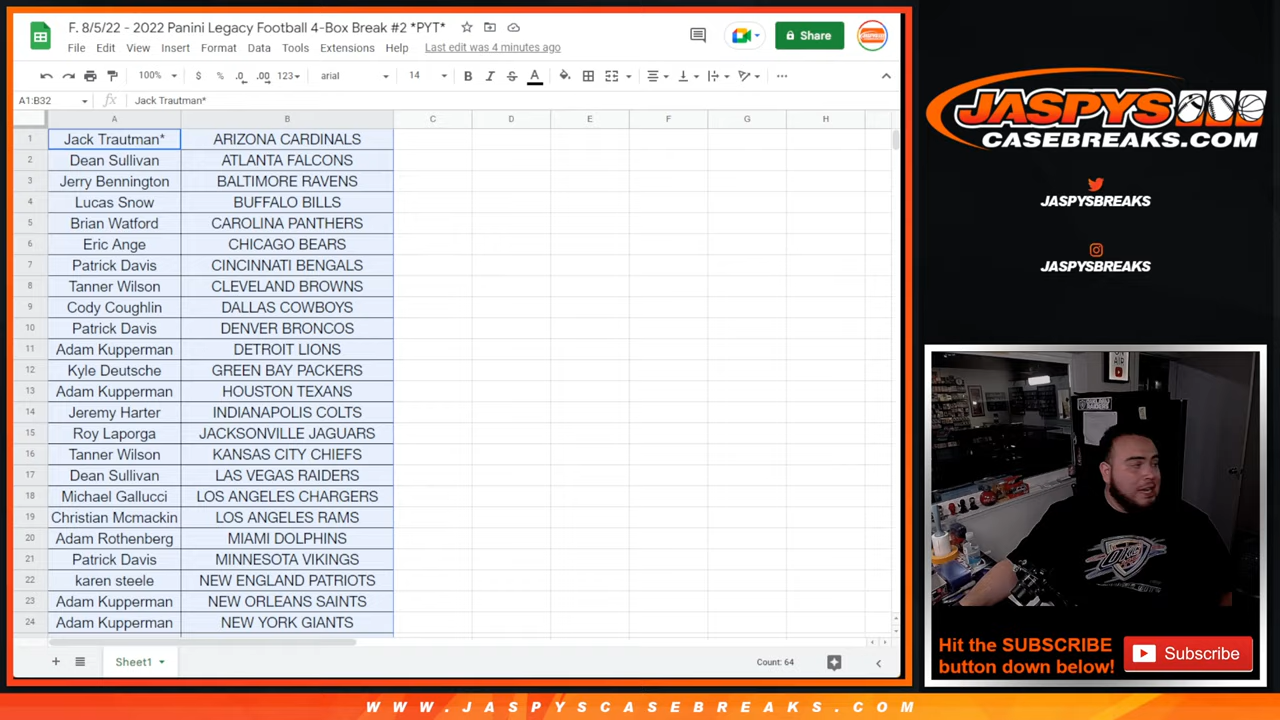 F. 8/5/22 - 2022 Panini Legacy Football 4-Box Break #2 *PYT*
File Edit View Insert Format Data Tools Extensions Help Last edit was 4 minutes ago
Share
100% $ % .0 .00 123 arial 14 B I S A
A1:B32 fx Jack Trautman*
A B C D E F G H
1 Jack Trautman* ARIZONA CARDINALS
2 Dean Sullivan ATLANTA FALCONS
3 Jerry Bennington BALTIMORE RAVENS
4 Lucas Snow BUFFALO BILLS
5 Brian Watford CAROLINA PANTHERS
6 Eric Ange CHICAGO BEARS
7 Patrick Davis CINCINNATI BENGALS
8 Tanner Wilson CLEVELAND BROWNS
9 Cody Coughlin DALLAS COWBOYS
10 Patrick Davis DENVER BRONCOS
11 Adam Kupperman DETROIT LIONS
12 Kyle Deutsche GREEN BAY PACKERS
13 Adam Kupperman HOUSTON TEXANS
14 Jeremy Harter INDIANAPOLIS COLTS
15 Roy Laporga JACKSONVILLE JAGUARS
16 Tanner Wilson KANSAS CITY CHIEFS
17 Dean Sullivan LAS VEGAS RAIDERS
18 Michael Gallucci LOS ANGELES CHARGERS
19 Christian Mcmackin LOS ANGELES RAMS
20 Adam Rothenberg MIAMI DOLPHINS
21 Patrick Davis MINNESOTA VIKINGS
22 karen steele NEW ENGLAND PATRIOTS
23 Adam Kupperman NEW ORLEANS SAINTS
24 Adam Kupperman NEW YORK GIANTS
Sheet1
Count: 64
JASPYS
CASEBREAKS.COM
JASPYSBREAKS
JASPYSBREAKS
ON AIR
Hit the SUBSCRIBE
button down below!
Subscribe
WWW.JASPYSCASEBREAKS.COM